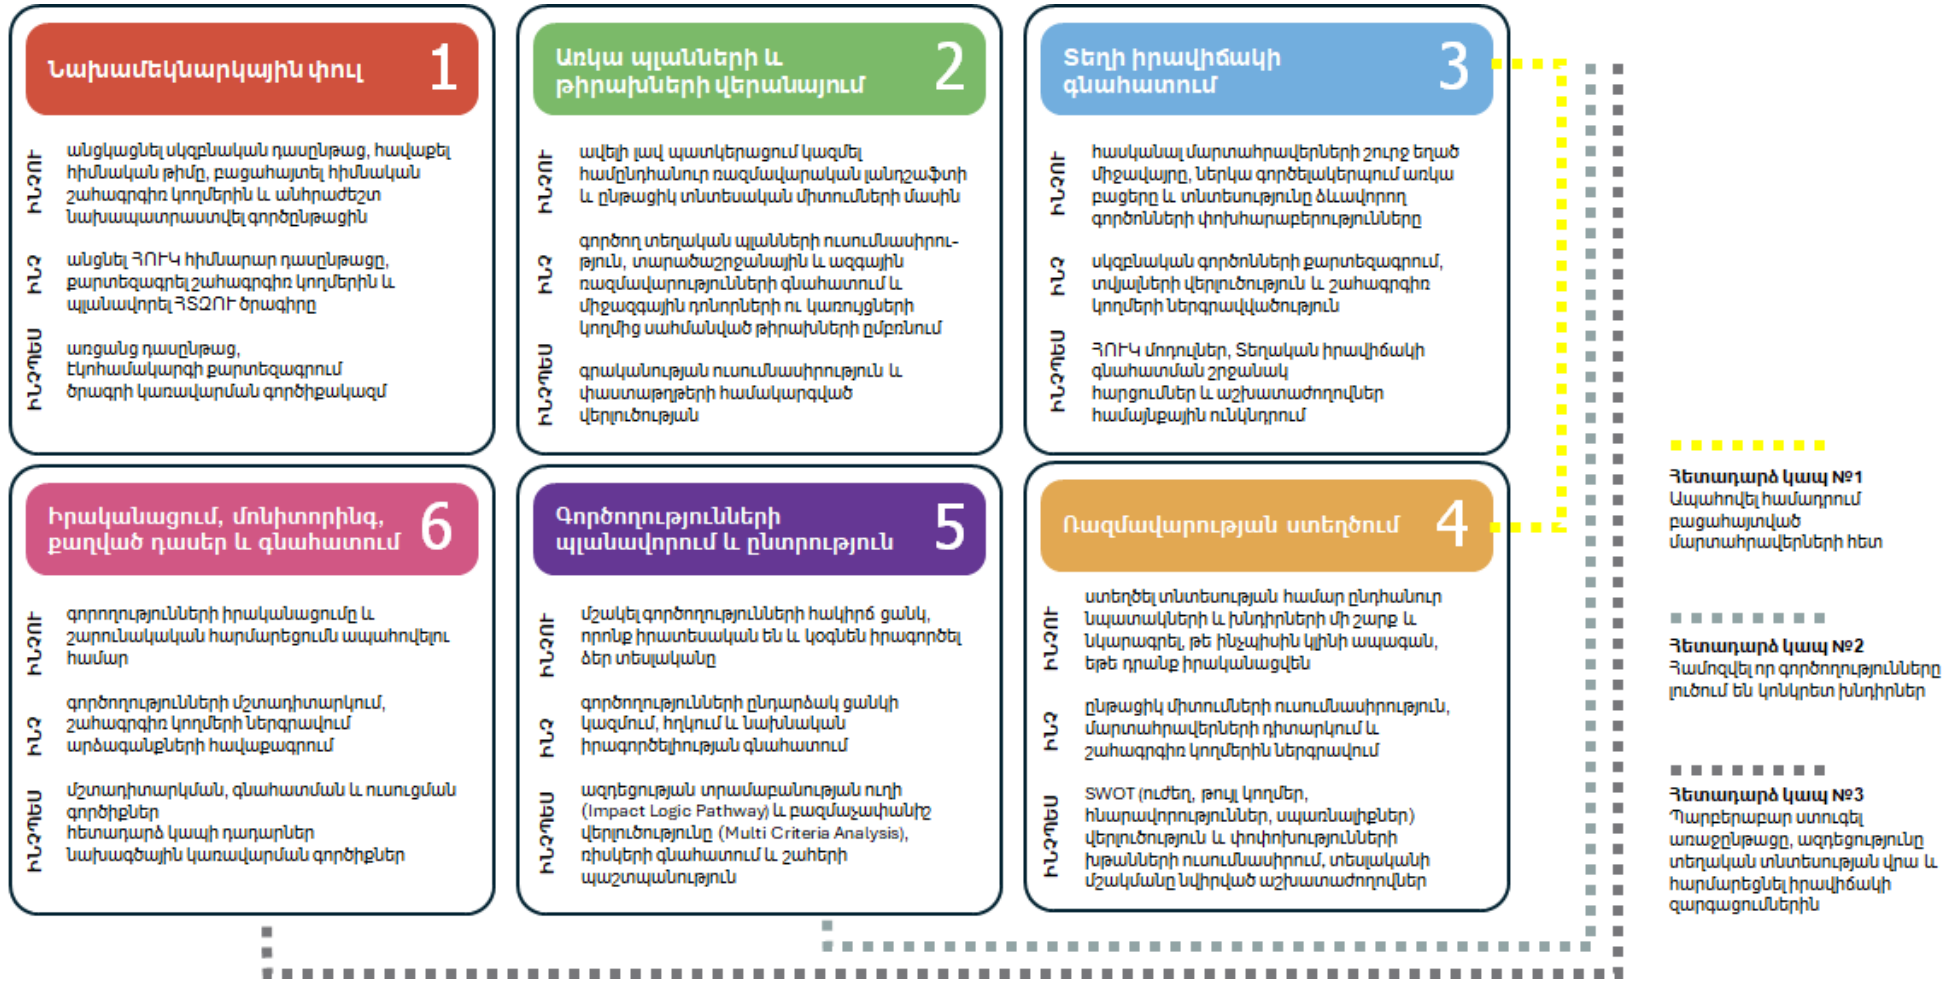 Նախամեկնարկային փուլ 1
ԻՆՉՈՒ
անցկացնել սկզբնական դասընթաց, հավաքել
հիմնական թիմը, բացահայտել հիմնական
շահագրգիռ կողմերին և անհրաժեշտ
նախապատրաստվել գործընթացին
ԻՆՉ
անցնել ՀՈՒԿ հիմնարար դասընթացը,
քարտեզագրել շահագրգիռ կողմերին և
պլանավորել ՀՏԶՈՒ ծրագիրը
ԻՆՉՊԵՍ
առցանց դասընթաց,
էկոհամակարգի քարտեզագրում
ծրագրի կառավարման գործիքակազմ
Առկա պլանների և
թիրախների վերանայում 2
ԻՆՉՈՒ
ավելի լավ պատկերացում կազմել
համընդհանուր ռազմավարական լանդշաֆտի
և ընթացիկ տնտեսական միտումների մասին
ԻՆՉ
գործող տեղական պլանների ուսումնասիրու-
թյուն, տարածաշրջանային և ազգային
ռազմավարությունների գնահատում և
միջազգային դոնորների ու կառույցների
կողմից սահմանված թիրախների ըմբռնում
ԻՆՉՊԵՍ
գրականության ուսումնասիրություն և
փաստաթղթերի համակարգված
վերլուծության
Տեղի իրավիճակի
գնահատում 3
ԻՆՉՈՒ
հասկանալ մարտահրավերների շուրջ եղած
միջավայրը, ներկա գործելակերպում առկա
բացերը և տնտեսությունը ձևավորող
գործոնների փոխհարաբերությունները
ԻՆՉ
սկզբնական գործոնների քարտեզագրում,
տվյալների վերլուծություն և շահագրգիռ
կողմերի ներգրավվածություն
ԻՆՉՊԵՍ
ՀՈՒԿ մոդուլներ, Տեղական իրավիճակի
գնահատման շրջանակ
հարցումներ և աշխատաժողովներ
համայնքային ունկնդրում
Իրականացում, մոնիտորինգ,
քաղված դասեր և գնահատում 6
ԻՆՉՈՒ
գորողությունների իրականացումը և
շարունակական հարմարեցումն ապահովելու
համար
ԻՆՉ
գործողությունների մշտադիտարկում,
շահագրգիռ կողմերի ներգրավում
արձագանքների հավաքագրում
ԻՆՉՊԵՍ
մշտադիտարկման, գնահատման և ուսուցման
գործիքներ
հետադարձ կապի դադարներ
նախագծային կառավարման գործիքներ
Գործողությունների
պլանավորում և ընտրություն 5
ԻՆՉՈՒ
մշակել գործողությունների հակիրճ ցանկ,
որոնք իրատեսական են և կօգնեն իրագործել
ձեր տեսլականը
ԻՆՉ
գործողությունների ընդարձակ ցանկի
կազմում, հղկում և նախնական
իրագործելիության գնահատում
ԻՆՉՊԵՍ
ազդեցության տրամաբանության ուղի
(Impact Logic Pathway) և բազմաչափանիշ
վերլուծությունը (Multi Criteria Analysis),
ռիսկերի գնահատում և շահերի
պաշտպանություն
Ռազմավարության ստեղծում 4
ԻՆՉՈՒ
ստեղծել տնտեսության համար ընդհանուր
նպատակների և խնդիրների մի շարք և
նկարագրել, թե ինչպիսին կլինի ապագան,
եթե դրանք իրականացվեն
ԻՆՉ
ընթացիկ միտումների ուսումնասիրություն,
մարտահրավերների դիտարկում և
շահագրգիռ կողմերին ներգրավում
ԻՆՉՊԵՍ
SWOT (ուժեղ, թույլ կողմեր,
հնարավորություններ, սպառնալիքներ)
վերլուծություն և փոփոխությունների
խթանների ուսումնասիրում, տեսլականի
մշակմանը նվիրված աշխատաժողովներ
Հետադարձ կապ №1
Ապահովել համադրում
բացահայտված
մարտահրավերների հետ
Հետադարձ կապ №2
Համոզվել որ գործողությունները
լուծում են կոնկրետ խնդիրներ
Հետադարձ կապ №3
Պարբերաբար ստուգել
առաջընթացը, ազդեցությունը
տեղական տնտեսության վրա և
հարմարեցնել իրավիճակի
զարգացումներին